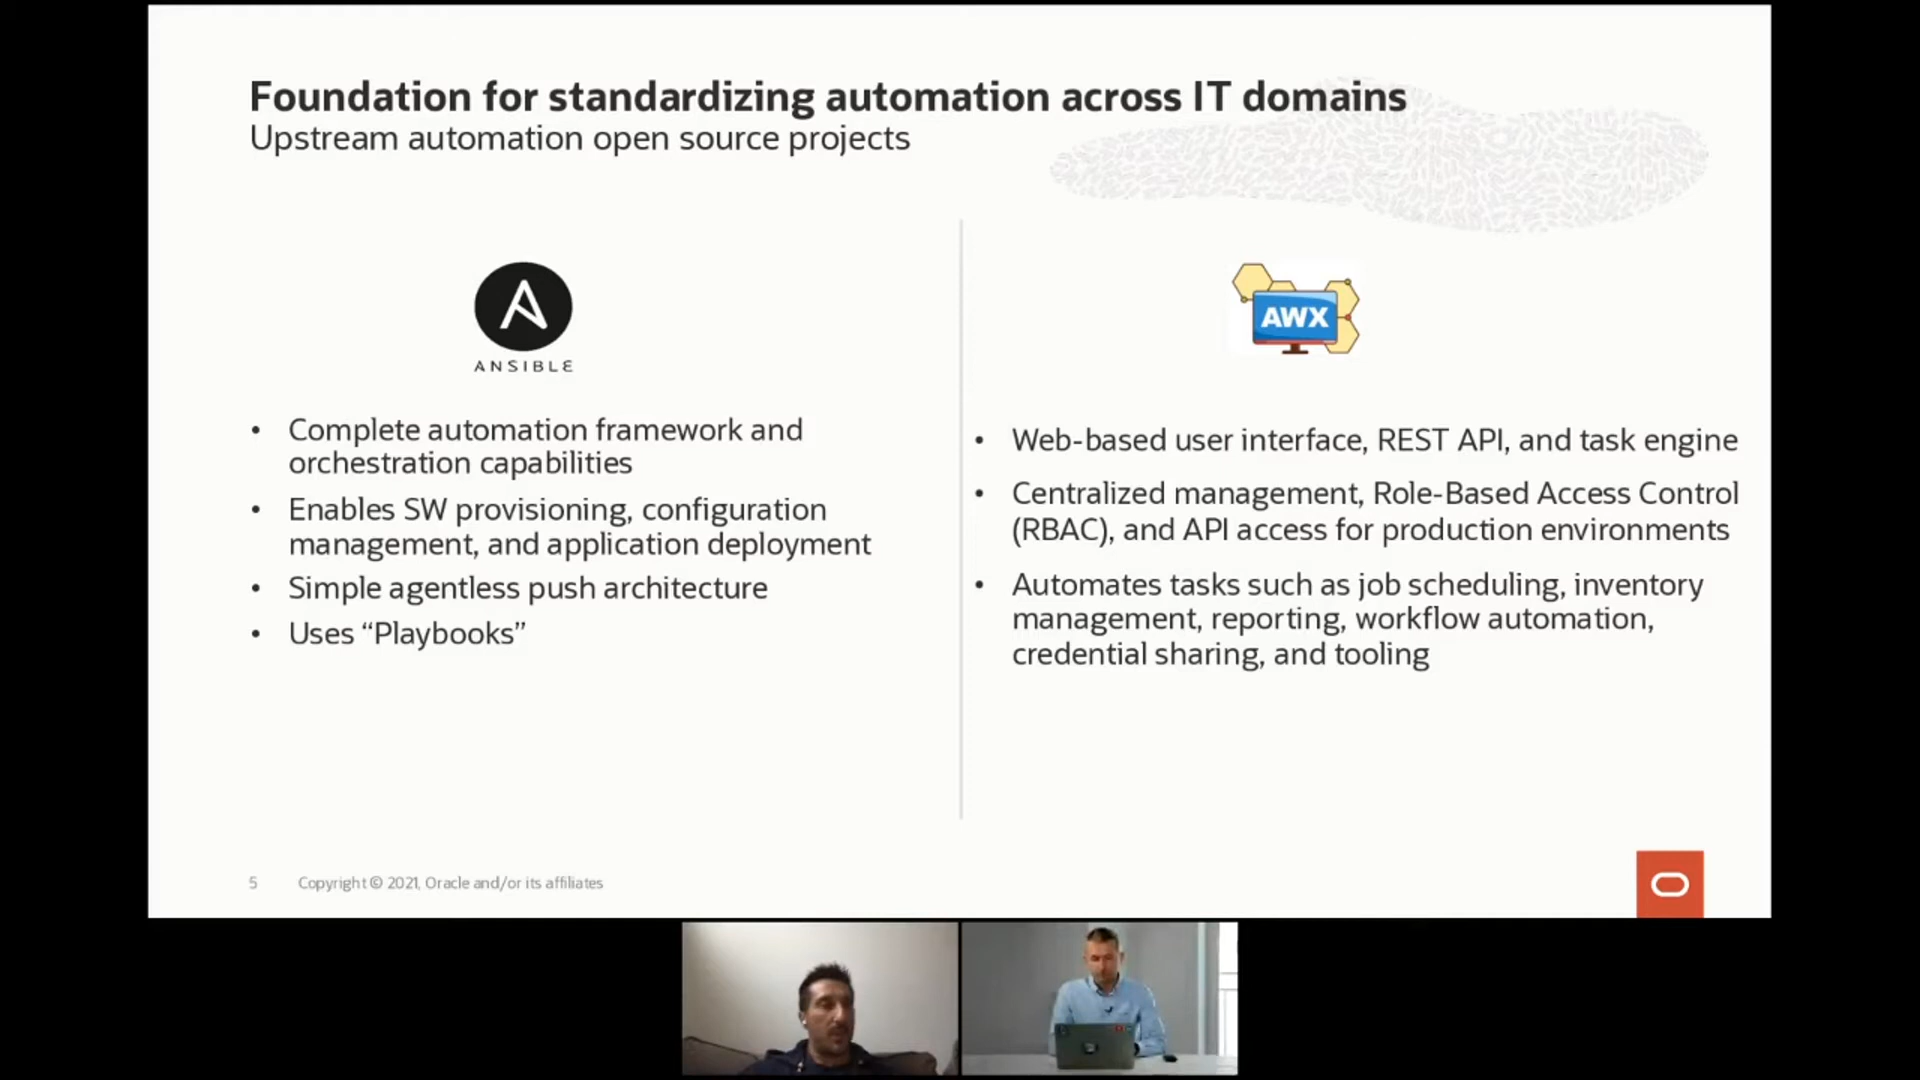 Foundation for standardizing automation across IT domains
Upstream automation open source projects
ANSIBLE
• Complete automation framework and
orchestration capabilities
• Enables SW provisioning, configuration
management, and application deployment
• Simple agentless push architecture
• Uses “Playbooks”
AWX
• Web-based user interface, REST API, and task engine
• Centralized management, Role-Based Access Control
(RBAC), and API access for production environments
• Automates tasks such as job scheduling, inventory
management, reporting, workflow automation,
credential sharing, and tooling
5 Copyright © 2021, Oracle and/or its affiliates